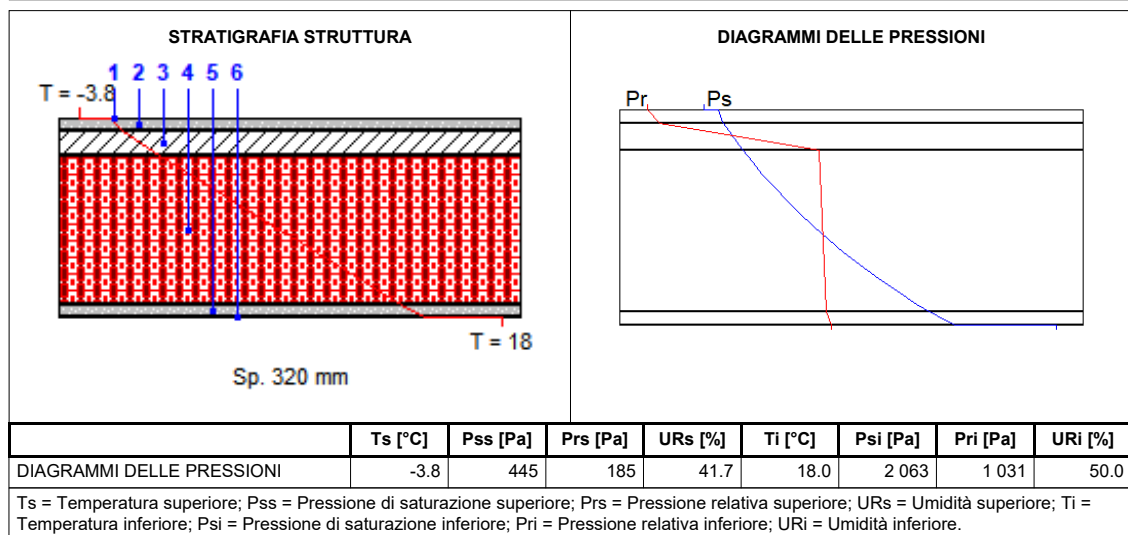 STRATIGRAFIA STRUTTURA
1 2 3 4 5 6
T = -3.8
T = 18
Sp. 320 mm
DIAGRAMMI DELLE PRESSIONI
Pr Ps
Ts [°C] Pss [Pa] Prs [Pa] URs [%] Ti [°C] Psi [Pa] Pri [Pa] URi [%]
DIAGRAMMI DELLE PRESSIONI -3.8 445 185 41.7 18.0 2 063 1 031 50.0
Ts = Temperatura superiore; Pss = Pressione di saturazione superiore; Prs = Pressione relativa superiore; URs = Umidità superiore; Ti =
Temperatura inferiore; Psi = Pressione di saturazione inferiore; Pri = Pressione relativa inferiore; URi = Umidità inferiore.